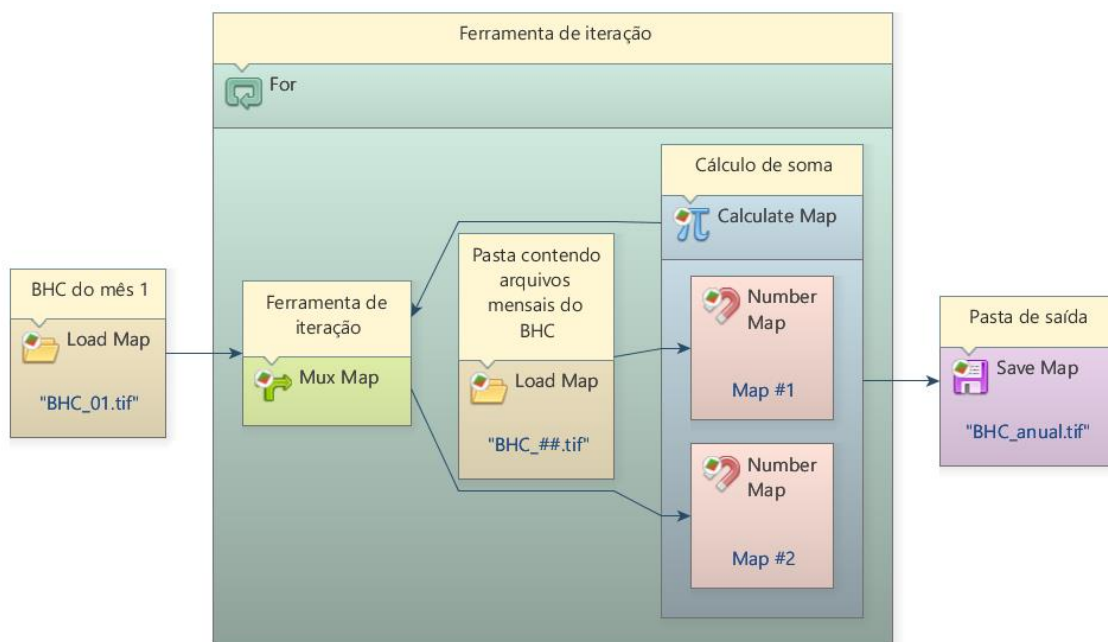 Ferramenta de iteração
For
Cálculo de soma
Calculate Map
Pasta contendo
arquivos
mensais do
BHC
Load Map
"BHC_##.tif"
BHC do mês 1
Load Map
"BHC_01.tif"
Ferramenta de
iteração
Mux Map
Number
Map
Map #1
Number
Map
Map #2
Pasta de saída
Save Map
"BHC_anual.tif"